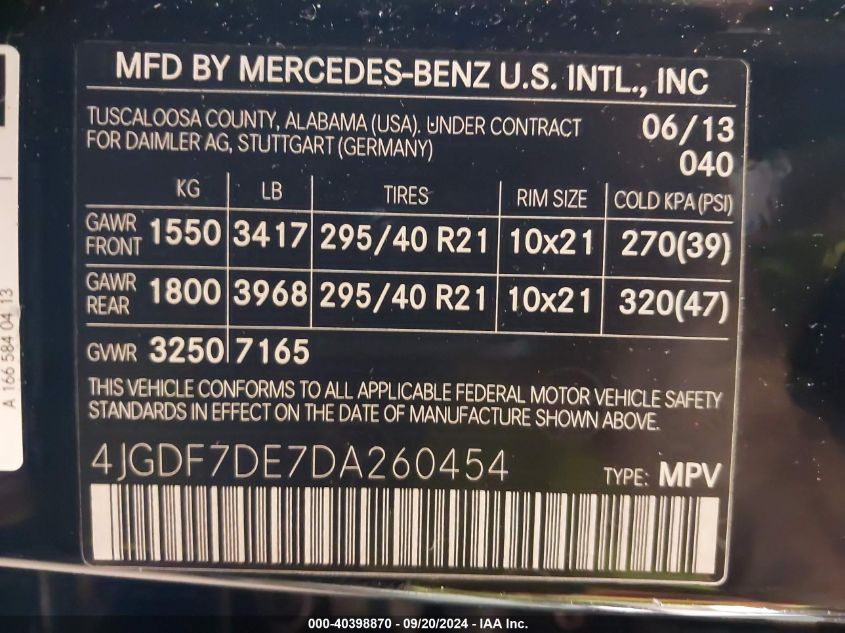 MFD BY MERCEDES-BENZ U.S. INTL., INC
TUSCALOOSA COUNTY, ALABAMA (USA). UNDER CONTRACT
FOR DAIMLER AG, STUTTGART (GERMANY)
06/13
040
KG LB TIRES RIM SIZE COLD KPA (PSI)
GAWR FRONT 1550 3417 295/40 R21 10x21 270(39)
GAWR REAR 1800 3968 295/40 R21 10x21 320(47)
GVWR 3250 7165
THIS VEHICLE CONFORMS TO ALL APPLICABLE FEDERAL MOTOR VEHICLE SAFETY
STANDARDS IN EFFECT ON THE DATE OF MANUFACTURE SHOWN ABOVE.
4JGDF7DE7DA260454 TYPE: MPV
A 166 584 04 13
000-40398870 - 09/20/2024 - IAA Inc.